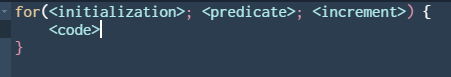 for(<initialization>; <predicate>; <increment>) {
    <code>
}